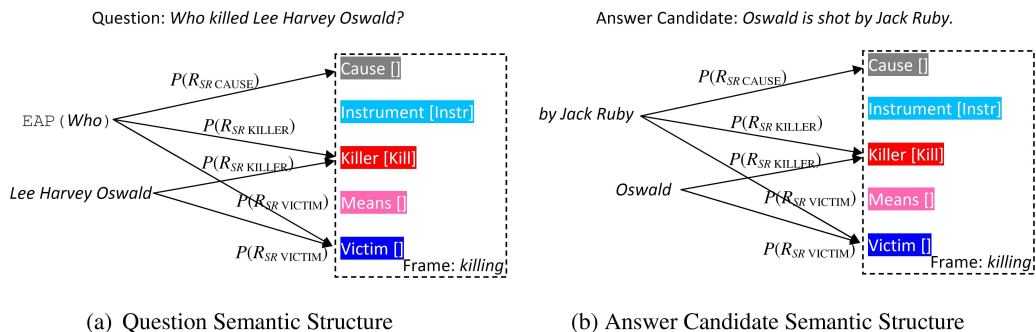 Question: Who killed Lee Harvey Oswald?
EAP (Who)
Lee Harvey Oswald
P(R_SR CAUSE)
P(R_SR KILLER)
P(R_SR KILLER)
P(R_SR VICTIM)
P(R_SR VICTIM)
Cause []
Instrument [Instr]
Killer [Kill]
Means []
Victim []
Frame: killing
(a) Question Semantic Structure
Answer Candidate: Oswald is shot by Jack Ruby.
by Jack Ruby
Oswald
P(R_SR CAUSE)
P(R_SR KILLER)
P(R_SR KILLER)
P(R_SR VICTIM)
P(R_SR VICTIM)
Cause []
Instrument [Instr]
Killer [Kill]
Means []
Victim []
Frame: killing
(b) Answer Candidate Semantic Structure